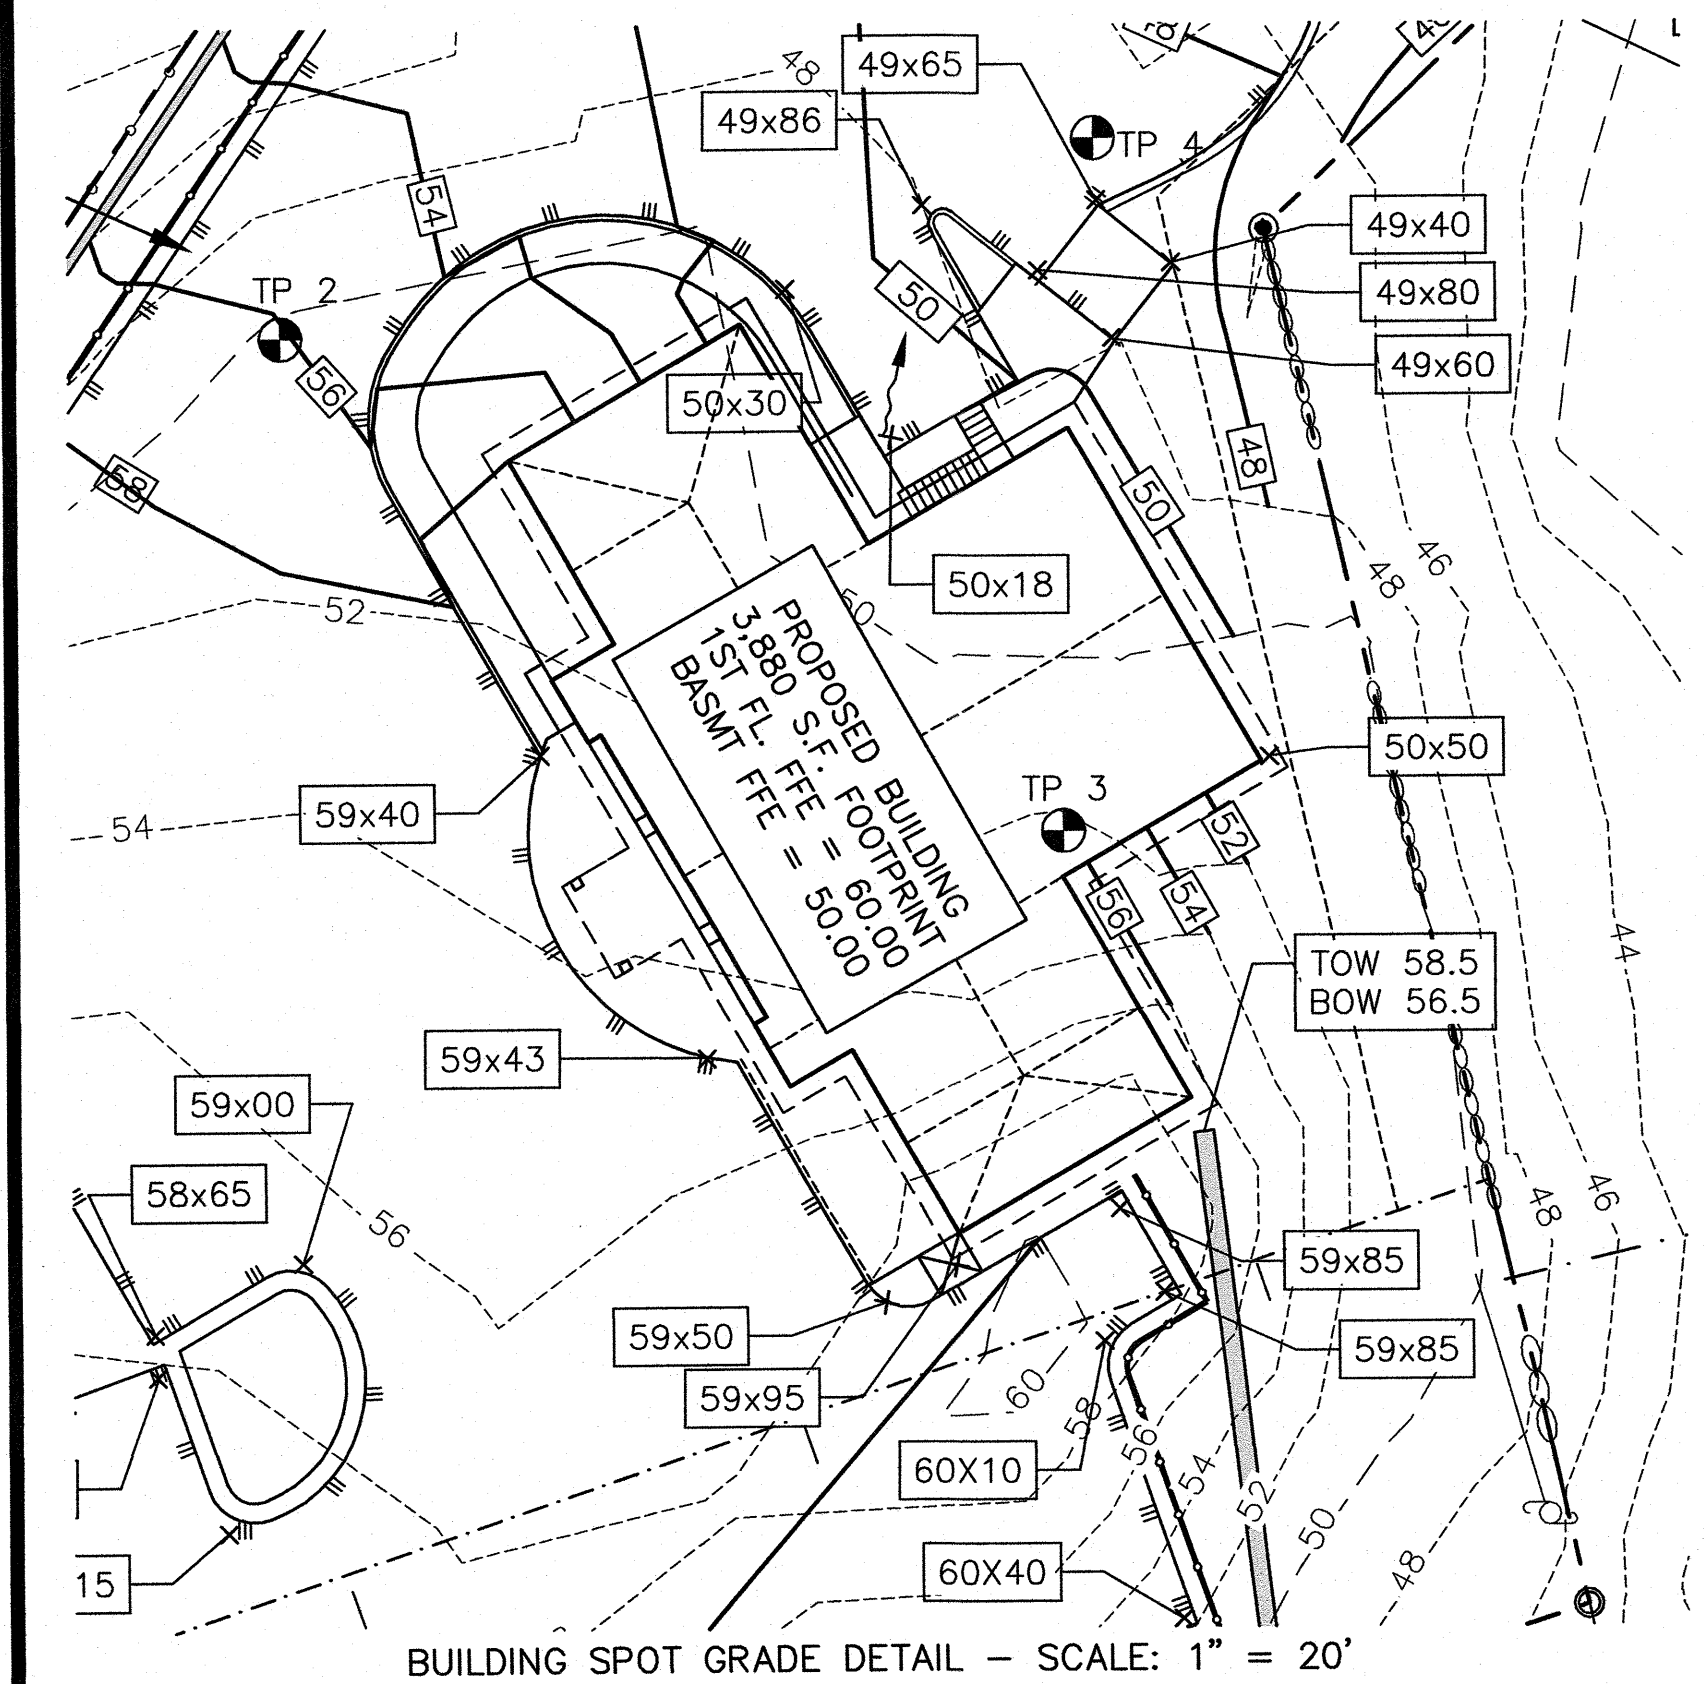 48
49x65
49x86
TP 4
54
49x40
TP 2
50
49x80
56
49x60
50x30
48
58
50
50x18
46
48
52
50
PROPOSED BUILDING
3,880 S.F. FOOTPRINT
1ST FL. FFE = 60.00
BASMT FFE = 50.00
50x50
TP 3
59x40
54
52
54
56
44
TOW 58.5
BOW 56.5
59x43
59x00
58x65
56
48
46
59x85
59x50
59x85
59x95
60
58
56
60X10
54
52
50
48
60X40
15
BUILDING SPOT GRADE DETAIL – SCALE: 1" = 20'